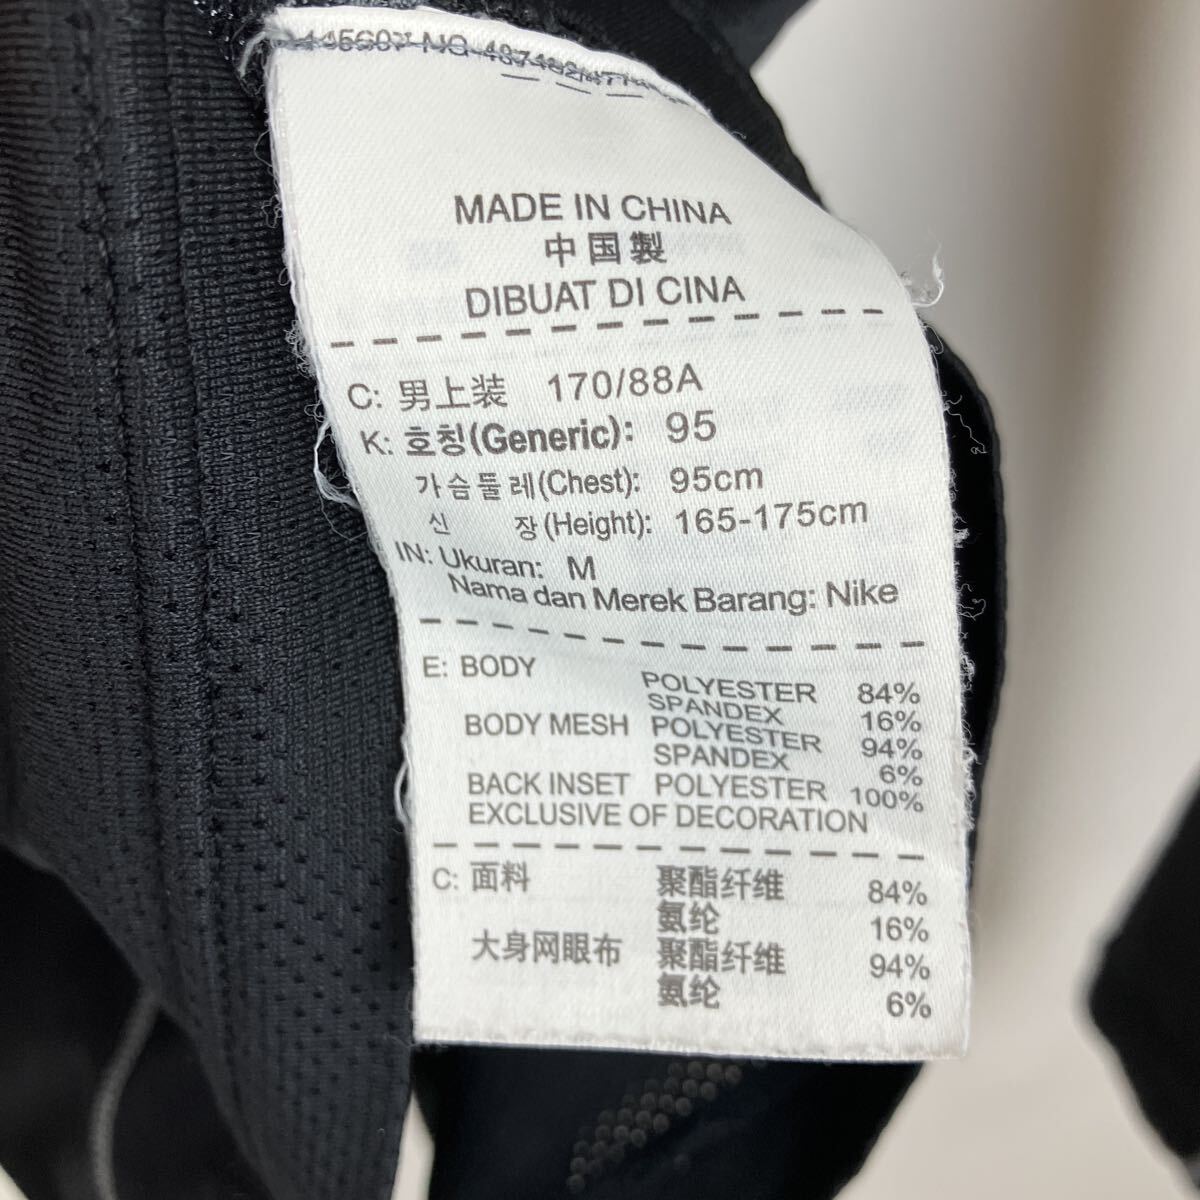 MADE IN CHINA
中国製
DIBUAT DI CINA
C: 男上装 170/88A
K: 호칭(Generic): 95
가슴둘레(Chest): 95cm
신 장(Height): 165-175cm
IN: Ukuran: M
Nama dan Merek Barang: Nike
E: BODY POLYESTER 84%
SPANDEX 16%
BODY MESH POLYESTER 94%
SPANDEX 6%
BACK INSET POLYESTER 100%
EXCLUSIVE OF DECORATION
C: 面料 聚酯纤维 84%
氨纶 16%
大身网眼布 聚酯纤维 94%
氨纶 6%